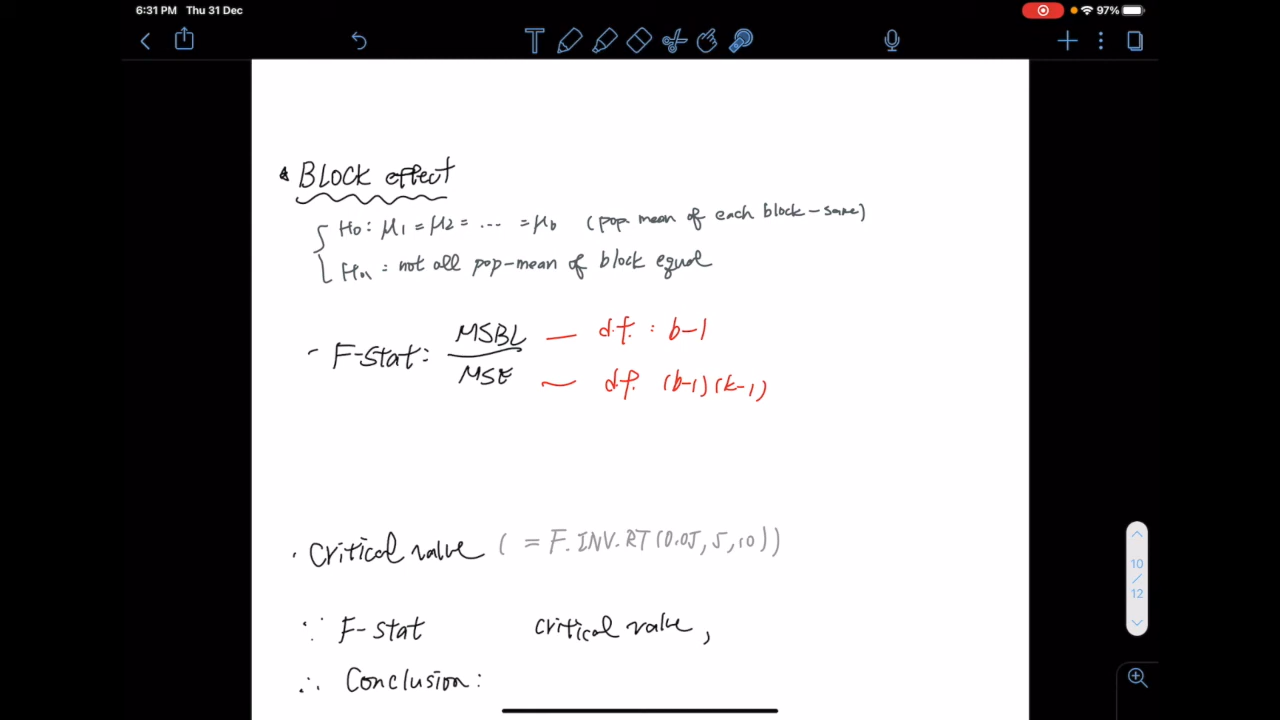 6:31 PM Thu 31 Dec
97%
T
Block effect
H0: μ1 = μ2 = ... = μb (pop. mean of each block-same)
HA: not all pop-mean of block equal
- F-stat: MSBL — d.f. : b-1
MSE — d.f. (b-1)(k-1)
10
/
12
· Critical value ( = F.INV.RT(0.05, 5, 10))
∵ F-stat critical value,
∴ Conclusion: